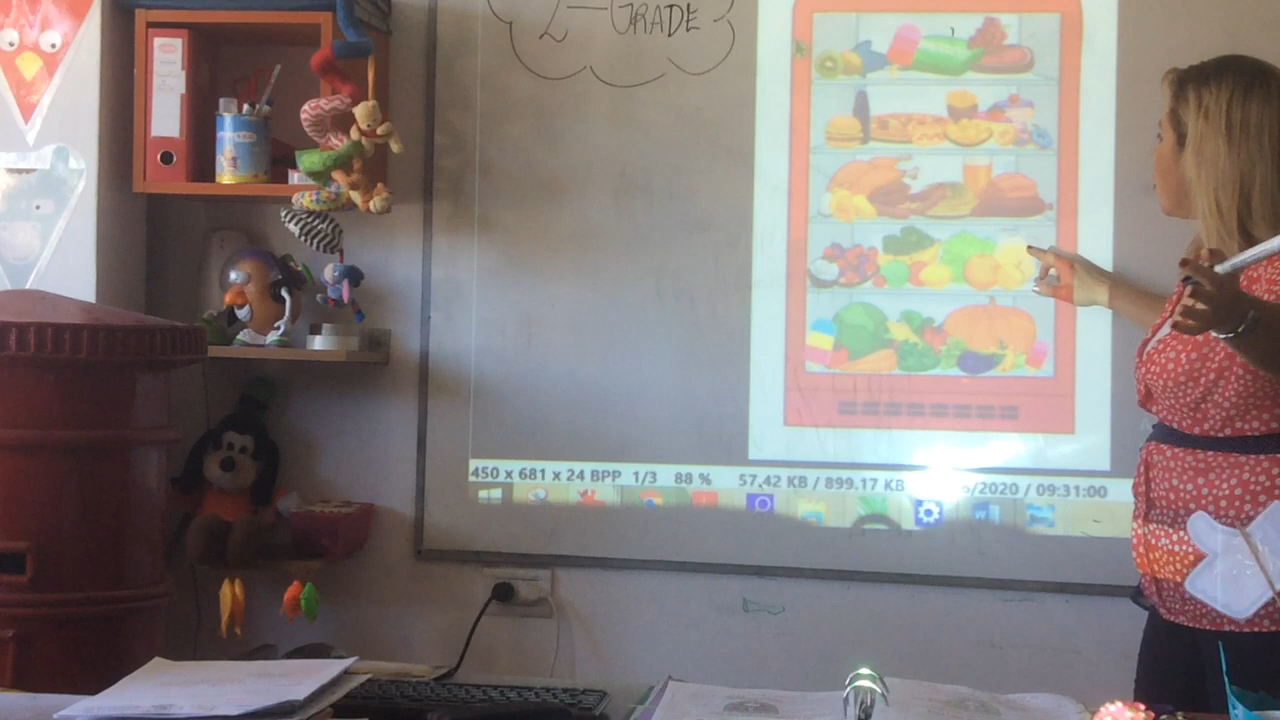 2-GRADE
450 x 681 x 24 BPP 1/3 88 % 57.42 KB / 899.17 KB /2020 / 09:31:00